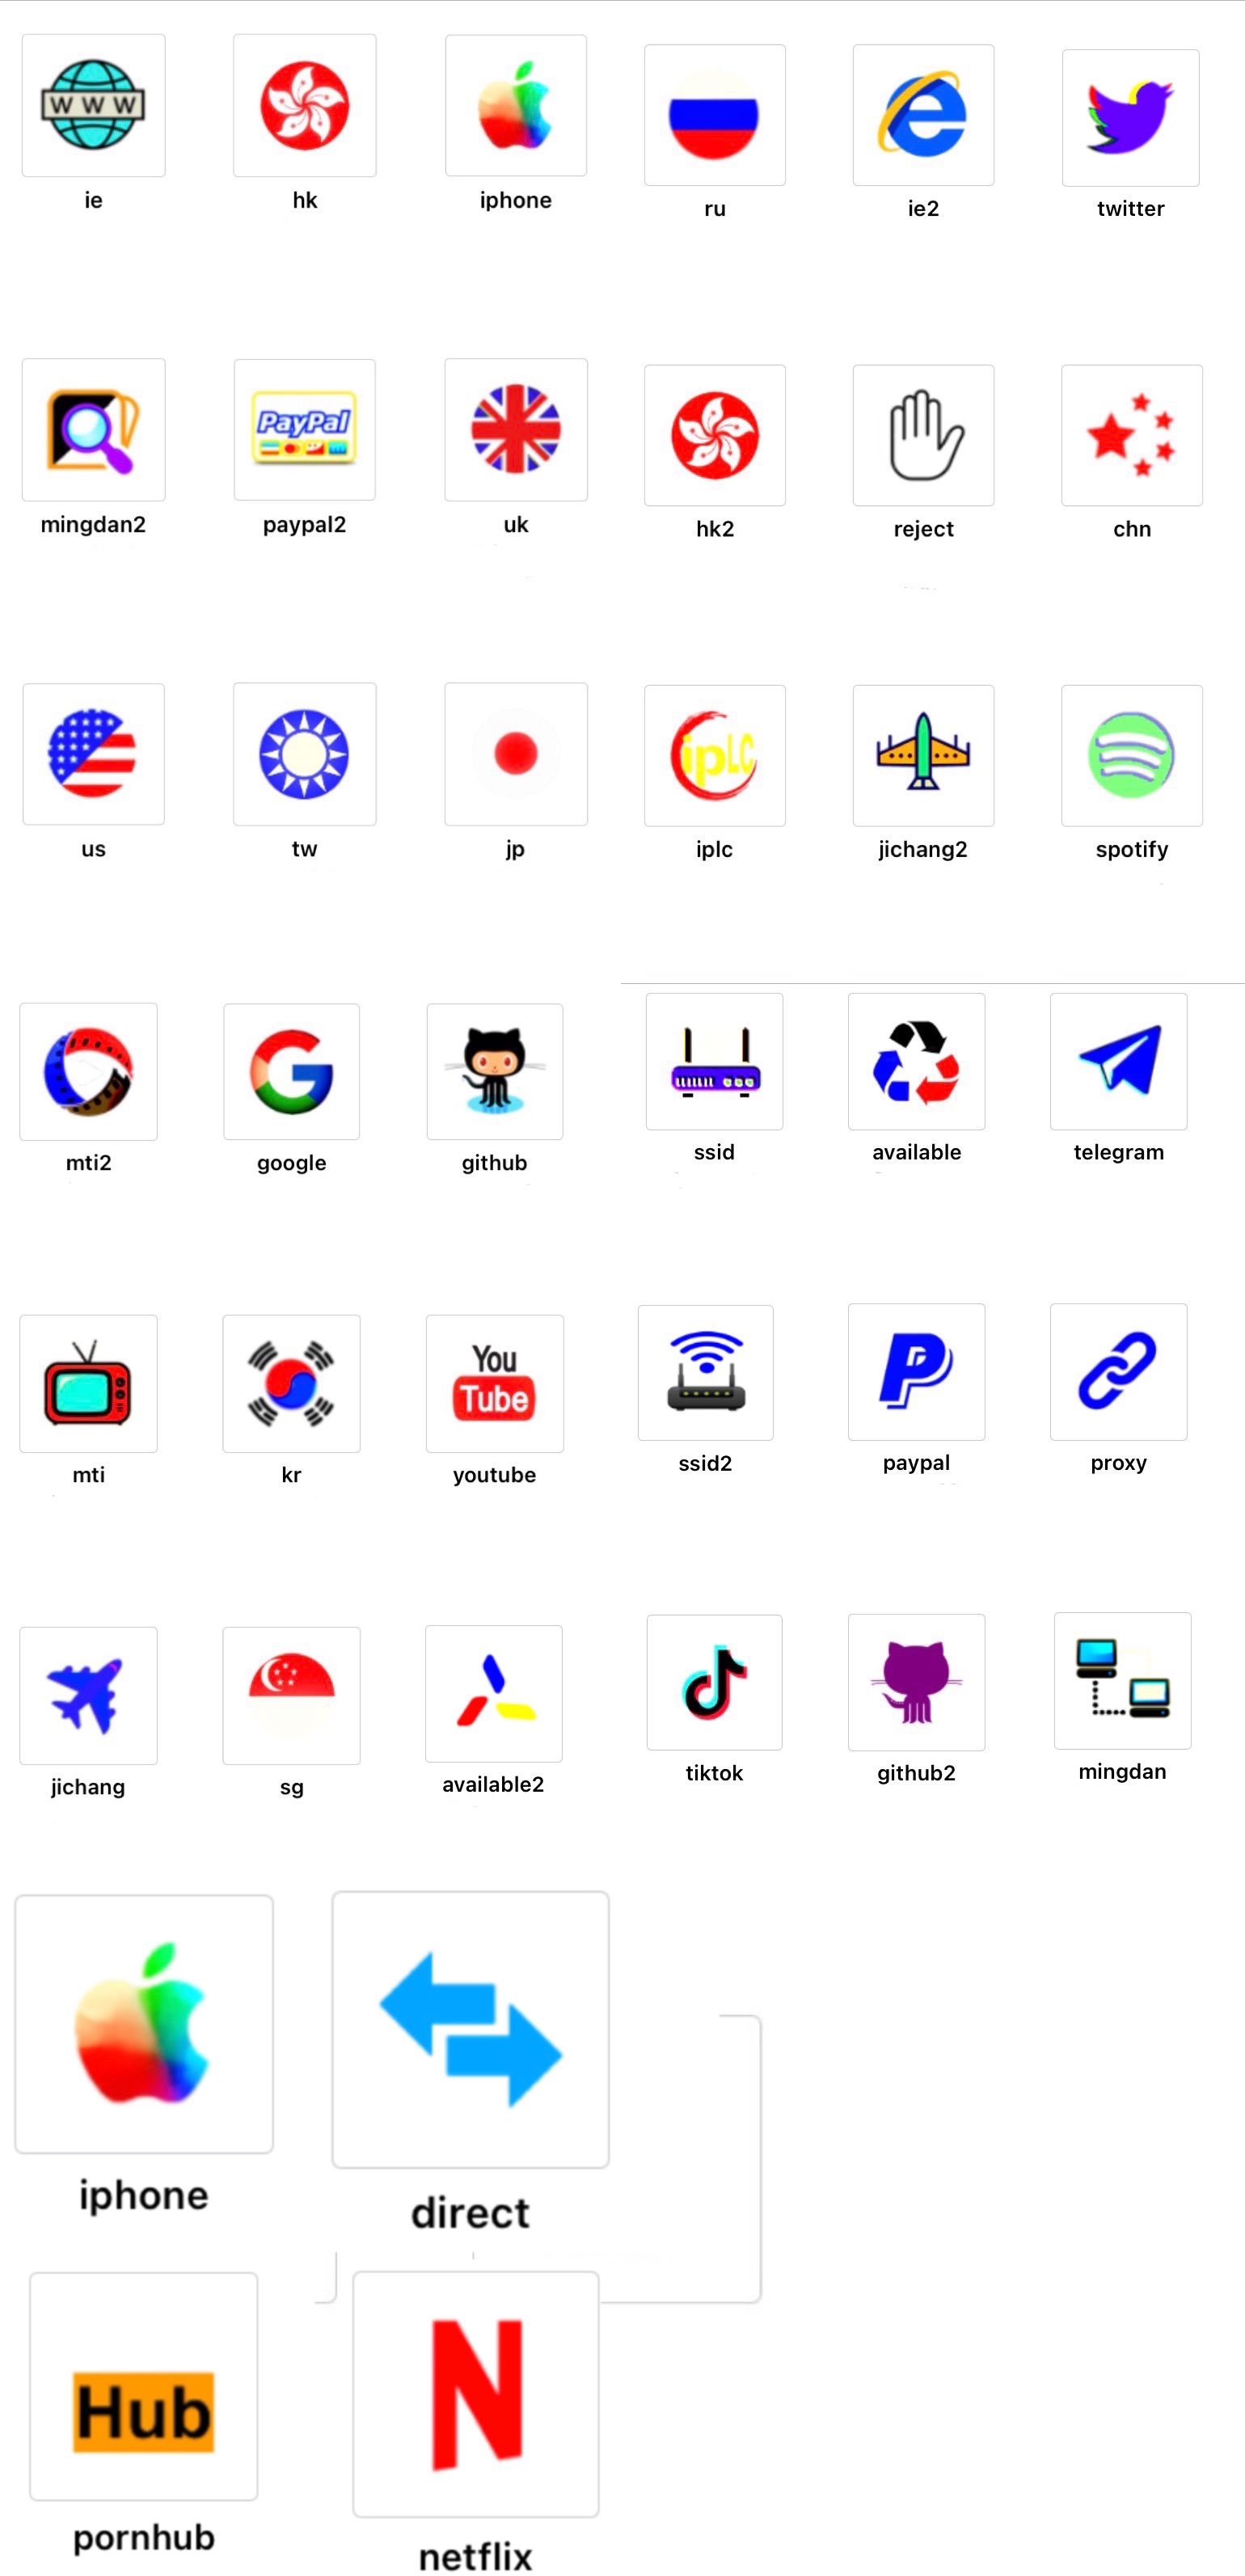 WWW
ie
hk
iphone
ru
ie2
twitter
mingdan2
PayPal
paypal2
uk
hk2
reject
chn
us
tw
jp
ipLC
iplc
jichang2
spotify
mti2
G
google
github
ssid
available
telegram
mti
kr
You
Tube
youtube
ssid2
P
paypal
proxy
jichang
sg
available2
tiktok
github2
mingdan
iphone
direct
Hub
pornhub
N
netflix